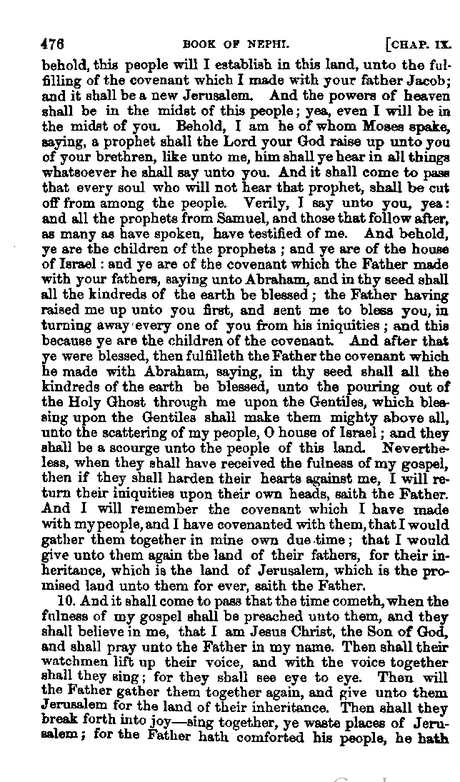 476 BOOK OF NEPHI. [CHAP. IX.
behold, this people will I establish in this land, unto the ful-
filling of the covenant which I made with your father Jacob;
and it shall be a new Jerusalem. And the powers of heaven
shall be in the midst of this people; yea, even I will be in
the midst of you. Behold, I am he of whom Moses spake,
saying, a prophet shall the Lord your God raise up unto you
of your brethren, like unto me, him shall ye hear in all things
whatsoever he shall say unto you. And it shall come to pass
that every soul who will not hear that prophet, shall be cut
off from among the people. Verily, I say unto you, yea:
and all the prophets from Samuel, and those that follow after,
as many as have spoken, have testified of me. And behold,
ye are the children of the prophets; and ye are of the house
of Israel: and ye are of the covenant which the Father made
with your fathers, saying unto Abraham, and in thy seed shall
all the kindreds of the earth be blessed; the Father having
raised me up unto you first, and sent me to bless you, in
turning away every one of you from his iniquities; and this
because ye are the children of the covenant. And after that
ye were blessed, then fulfilleth the Father the covenant which
he made with Abraham, saying, in thy seed shall all the
kindreds of the earth be blessed, unto the pouring out of
the Holy Ghost through me upon the Gentiles, which bles-
sing upon the Gentiles shall make them mighty above all,
unto the scattering of my people, O house of Israel; and they
shall be a scourge unto the people of this land. Neverthe-
less, when they shall have received the fulness of my gospel,
then if they shall harden their hearts against me, I will re-
turn their iniquities upon their own heads, saith the Father.
And I will remember the covenant which I have made
with my people, and I have covenanted with them, that I would
gather them together in mine own due time; that I would
give unto them again the land of their fathers, for their in-
heritance, which is the land of Jerusalem, which is the pro-
mised land unto them for ever, saith the Father.
10. And it shall come to pass that the time cometh, when the
fulness of my gospel shall be preached unto them, and they
shall believe in me, that I am Jesus Christ, the Son of God,
and shall pray unto the Father in my name. Then shall their
watchmen lift up their voice, and with the voice together
shall they sing; for they shall see eye to eye. Then will
the Father gather them together again, and give unto them
Jerusalem for the land of their inheritance. Then shall they
break forth into joy—sing together, ye waste places of Jeru-
salem; for the Father hath comforted his people, he hath